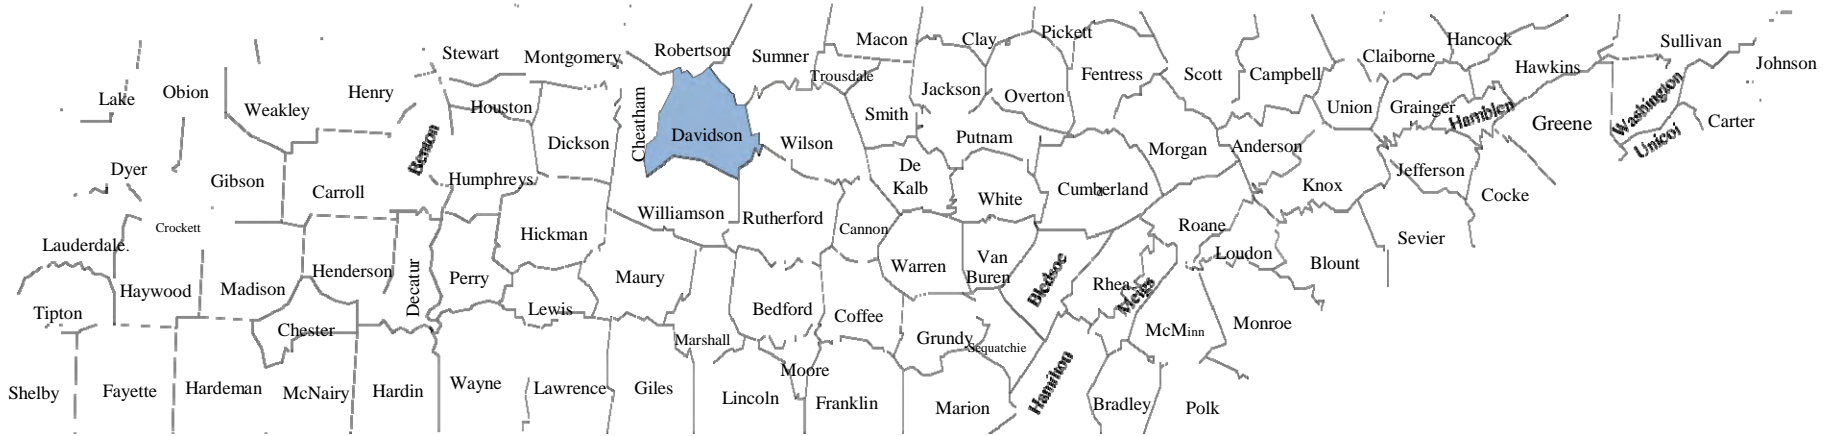 Pickett
Macon
Clay
Hancock
Sullivan
Stewart
Montgomery
Robertson
Sumner
Claiborne
Hawkins
Johnson
Trousdale
Fentress
Scott
Campbell
Lake
Obion
Henry
Jackson
Overton
Weakley
Houston
Cheatham
Smith
Union
Grainger
Hamblen
Washington
Greene
Carter
Unicoi
Davidson
Wilson
Putnam
Dickson
Benton
Morgan
Anderson
Dyer
De
Kalb
Jefferson
Gibson
Carroll
Humphreys
White
Cumberland
Knox
Cocke
Williamson
Rutherford
Crockett
Cannon
Roane
Hickman
Sevier
Lauderdale.
Loudon
Henderson
Decatur
Perry
Maury
Warren
Van
Buren
Bledsoe
Rhea
Meigs
Blount
Haywood
Madison
Lewis
Bedford
Coffee
Tipton
Chester
McMinn
Monroe
Marshall
Grundy
Sequatchie
Moore
Shelby
Fayette
Hardeman
McNairy
Hardin
Wayne
Lawrence
Giles
Lincoln
Franklin
Marion
Hamilton
Bradley
Polk